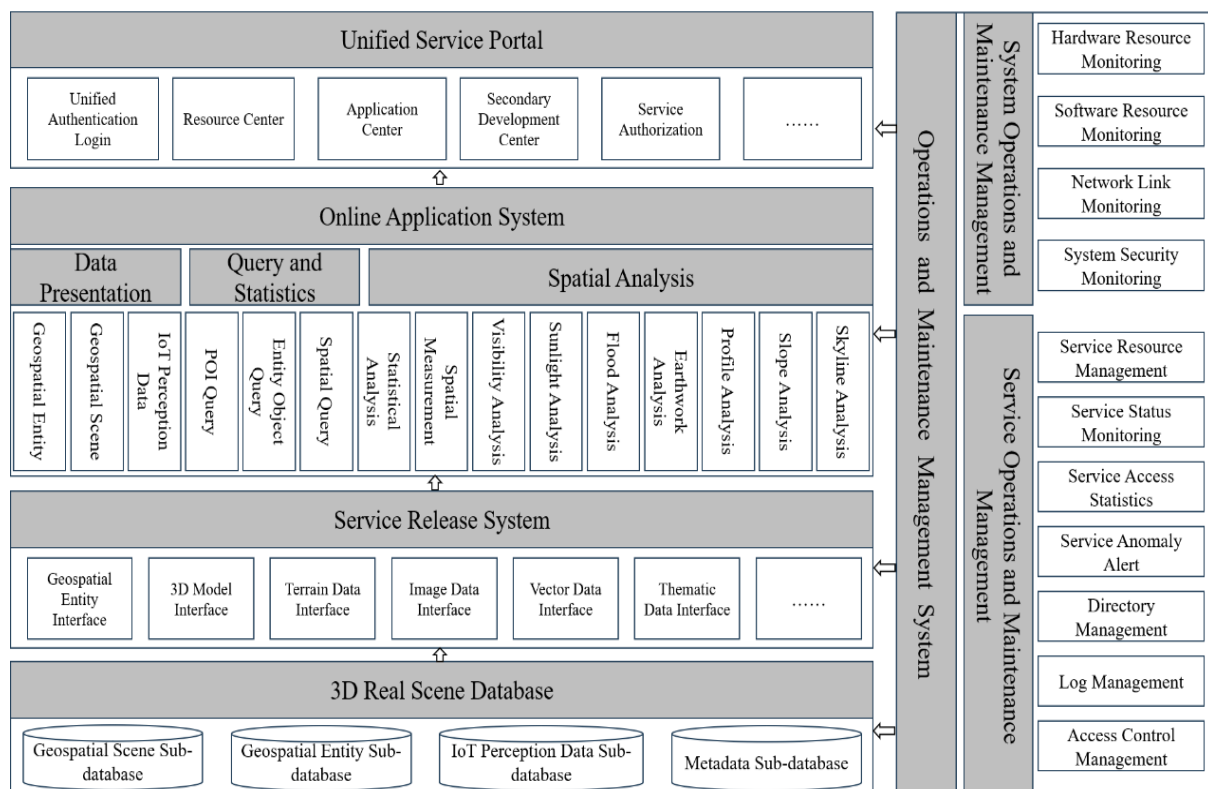 Unified Service Portal
Unified
Authentication
Login
Resource Center
Application
Center
Secondary
Development
Center
Service
Authorization
......
Online Application System
Data
Presentation
Query and
Statistics
Spatial Analysis
Geospatial Entity
Geospatial Scene
IoT Perception
Data
POI Query
Entity Object
Query
Spatial Query
Statistical
Analysis
Spatial
Measurement
Visibility Analysis
Sunlight Analysis
Flood Analysis
Earthwork
Analysis
Profile Analysis
Slope Analysis
Skyline Analysis
Service Release System
Geospatial
Entity
Interface
3D Model
Interface
Terrain Data
Interface
Image Data
Interface
Vector Data
Interface
Thematic
Data Interface
......
3D Real Scene Database
Geospatial Scene Sub-
database
Geospatial Entity Sub-
database
IoT Perception Data Sub-
database
Metadata Sub-database
Operations and Maintenance Management System
System Operations and
Maintenance Management
Hardware Resource
Monitoring
Software Resource
Monitoring
Network Link
Monitoring
System Security
Monitoring
Service Operations and Maintenance
Management
Service Resource
Management
Service Status
Monitoring
Service Access
Statistics
Service Anomaly
Alert
Directory
Management
Log Management
Access Control
Management